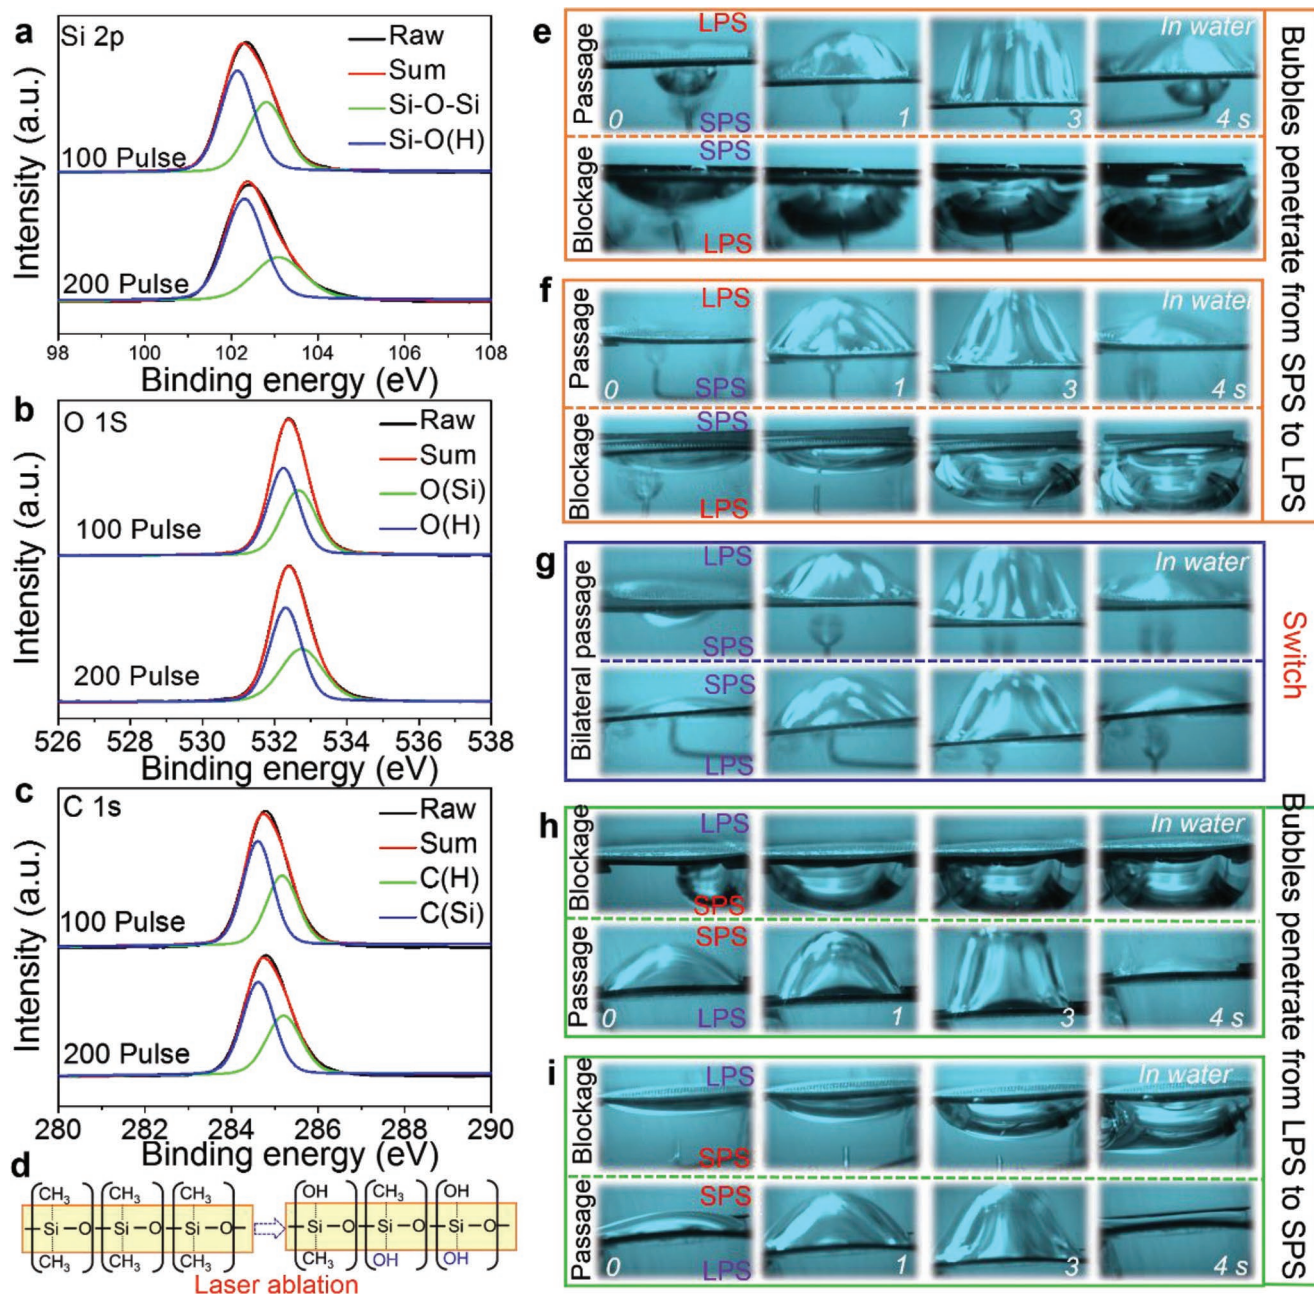 a
Si 2p
Raw
Sum
Si-O-Si
Si-O(H)
100 Pulse
200 Pulse
Intensity (a.u.)
98 100 102 104 106 108
Binding energy (eV)
b
O 1S
Raw
Sum
O(Si)
O(H)
100 Pulse
200 Pulse
Intensity (a.u.)
526 528 530 532 534 536 538
Binding energy (eV)
c
C 1s
Raw
Sum
C(H)
C(Si)
100 Pulse
200 Pulse
Intensity (a.u.)
280 282 284 286 288 290
Binding energy (eV)
d
CH₃ CH₃ CH₃ OH CH₃ OH
Si O Si O Si O Si O Si O Si O
CH₃ CH₃ CH₃ CH₃ OH OH
Laser ablation
e
Passage
LPS In water
0 SPS 1 3 4 s
Blockage
SPS
LPS
f
Passage
LPS In water
0 SPS 1 3 4 s
Blockage
SPS
LPS
Bubbles penetrate from SPS to LPS
g
Bilateral passage
LPS In water
SPS
SPS
LPS
Switch
h
Blockage
LPS In water
SPS
Passage
SPS
0 LPS 1 3 4 s
i
Blockage
LPS In water
SPS
Passage
SPS
0 LPS 1 3 4 s
Bubbles penetrate from LPS to SPS